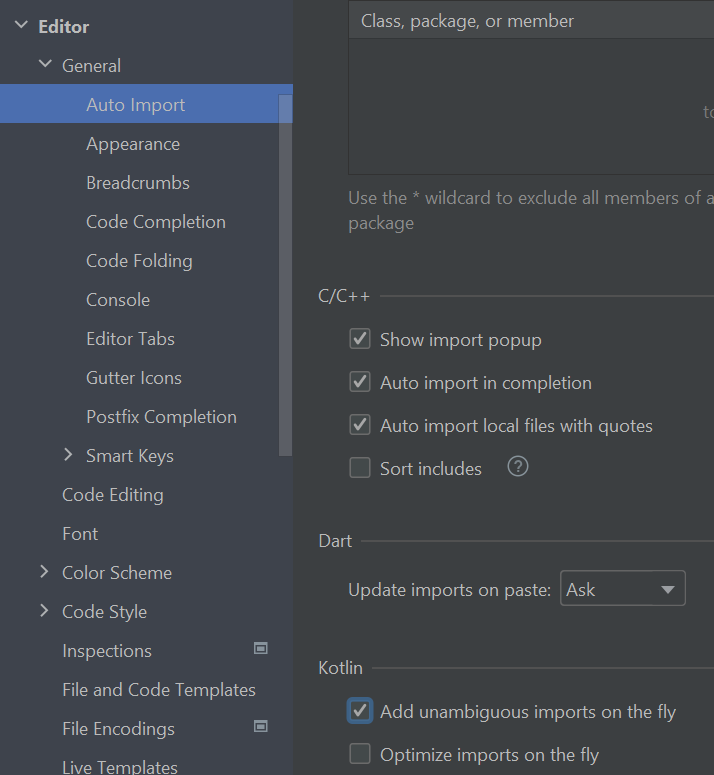 Editor
General
Auto Import
Appearance
Breadcrumbs
Code Completion
Code Folding
Console
Editor Tabs
Gutter Icons
Postfix Completion
Smart Keys
Code Editing
Font
Color Scheme
Code Style
Inspections
File and Code Templates
File Encodings
Live Templates
Class, package, or member
Use the * wildcard to exclude all members of a
package
C/C++
Show import popup
Auto import in completion
Auto import local files with quotes
Sort includes ?
Dart
Update imports on paste: Ask
Kotlin
Add unambiguous imports on the fly
Optimize imports on the fly